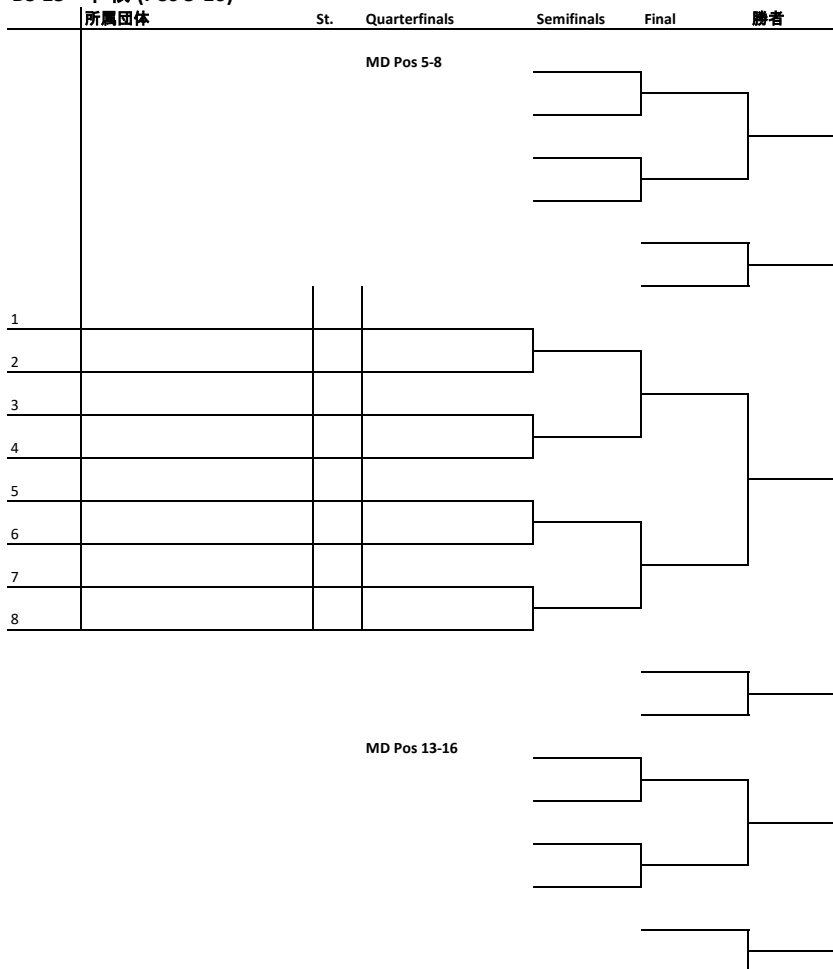 所属団体 St. Quarterfinals Semifinals Final 勝者
MD Pos 5-8
1
2
3
4
5
6
7
8
MD Pos 13-16